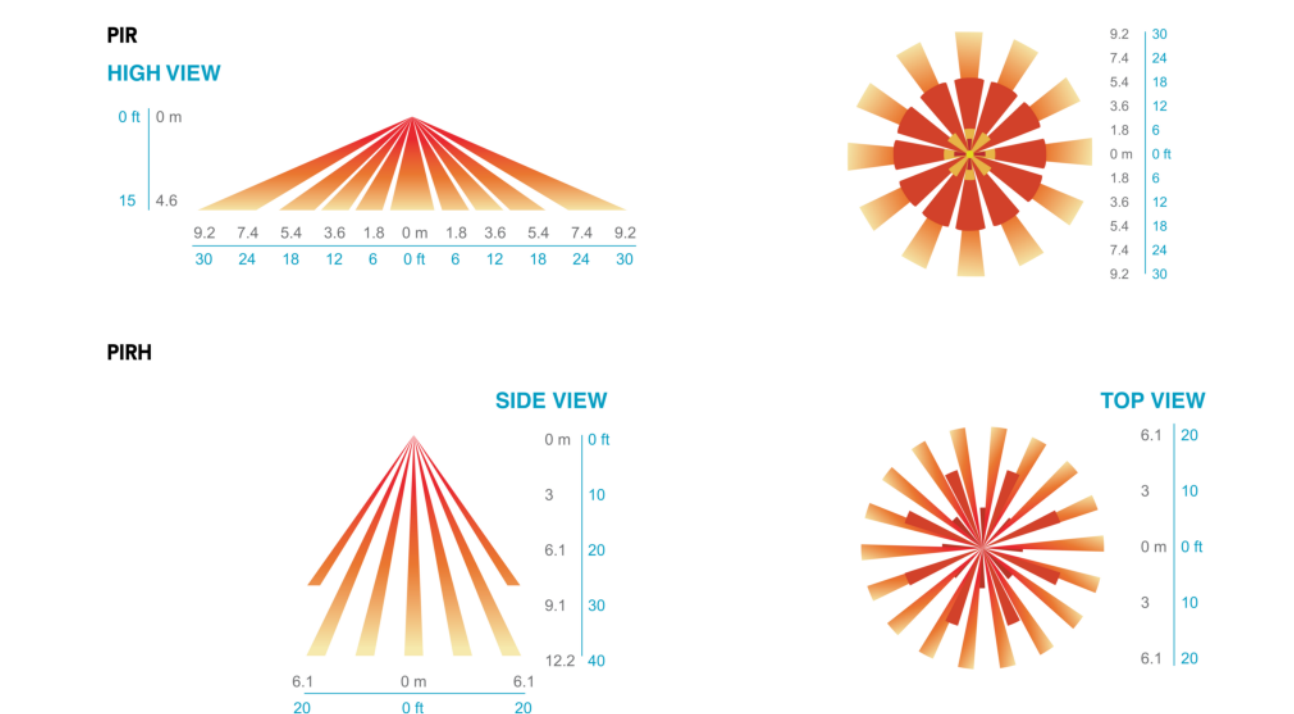 PIR
HIGH VIEW
0 ft 0 m
15 4.6
9.2 7.4 5.4 3.6 1.8 0 m 1.8 3.6 5.4 7.4 9.2
30 24 18 12 6 0 ft 6 12 18 24 30
9.2 30
7.4 24
5.4 18
3.6 12
1.8 6
0 m 0 ft
1.8 6
3.6 12
5.4 18
7.4 24
9.2 30
PIRH
SIDE VIEW
0 m 0 ft
3 10
6.1 20
9.1 30
12.2 40
6.1 0 m 6.1
20 0 ft 20
TOP VIEW
6.1 20
3 10
0 m 0 ft
3 10
6.1 20